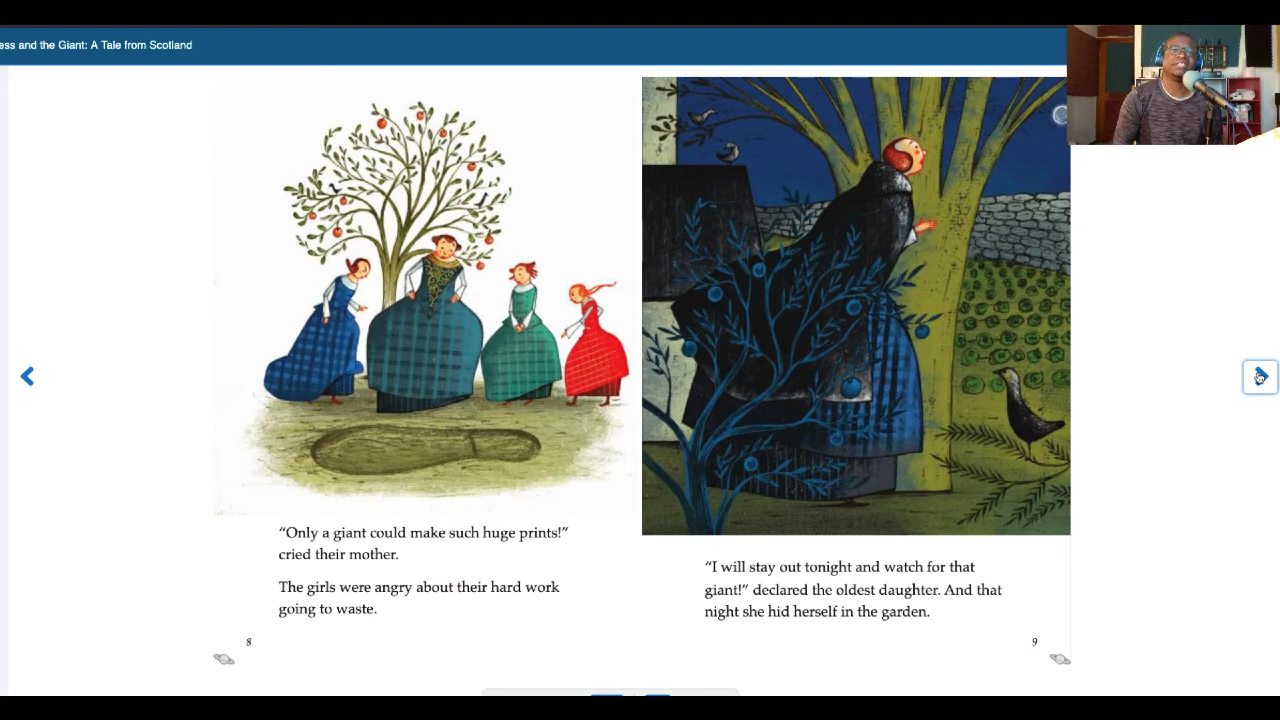 ess and the Giant: A Tale from Scotland
“Only a giant could make such huge prints!”
cried their mother.
The girls were angry about their hard work
going to waste.
8
“I will stay out tonight and watch for that
giant!” declared the oldest daughter. And that
night she hid herself in the garden.
9